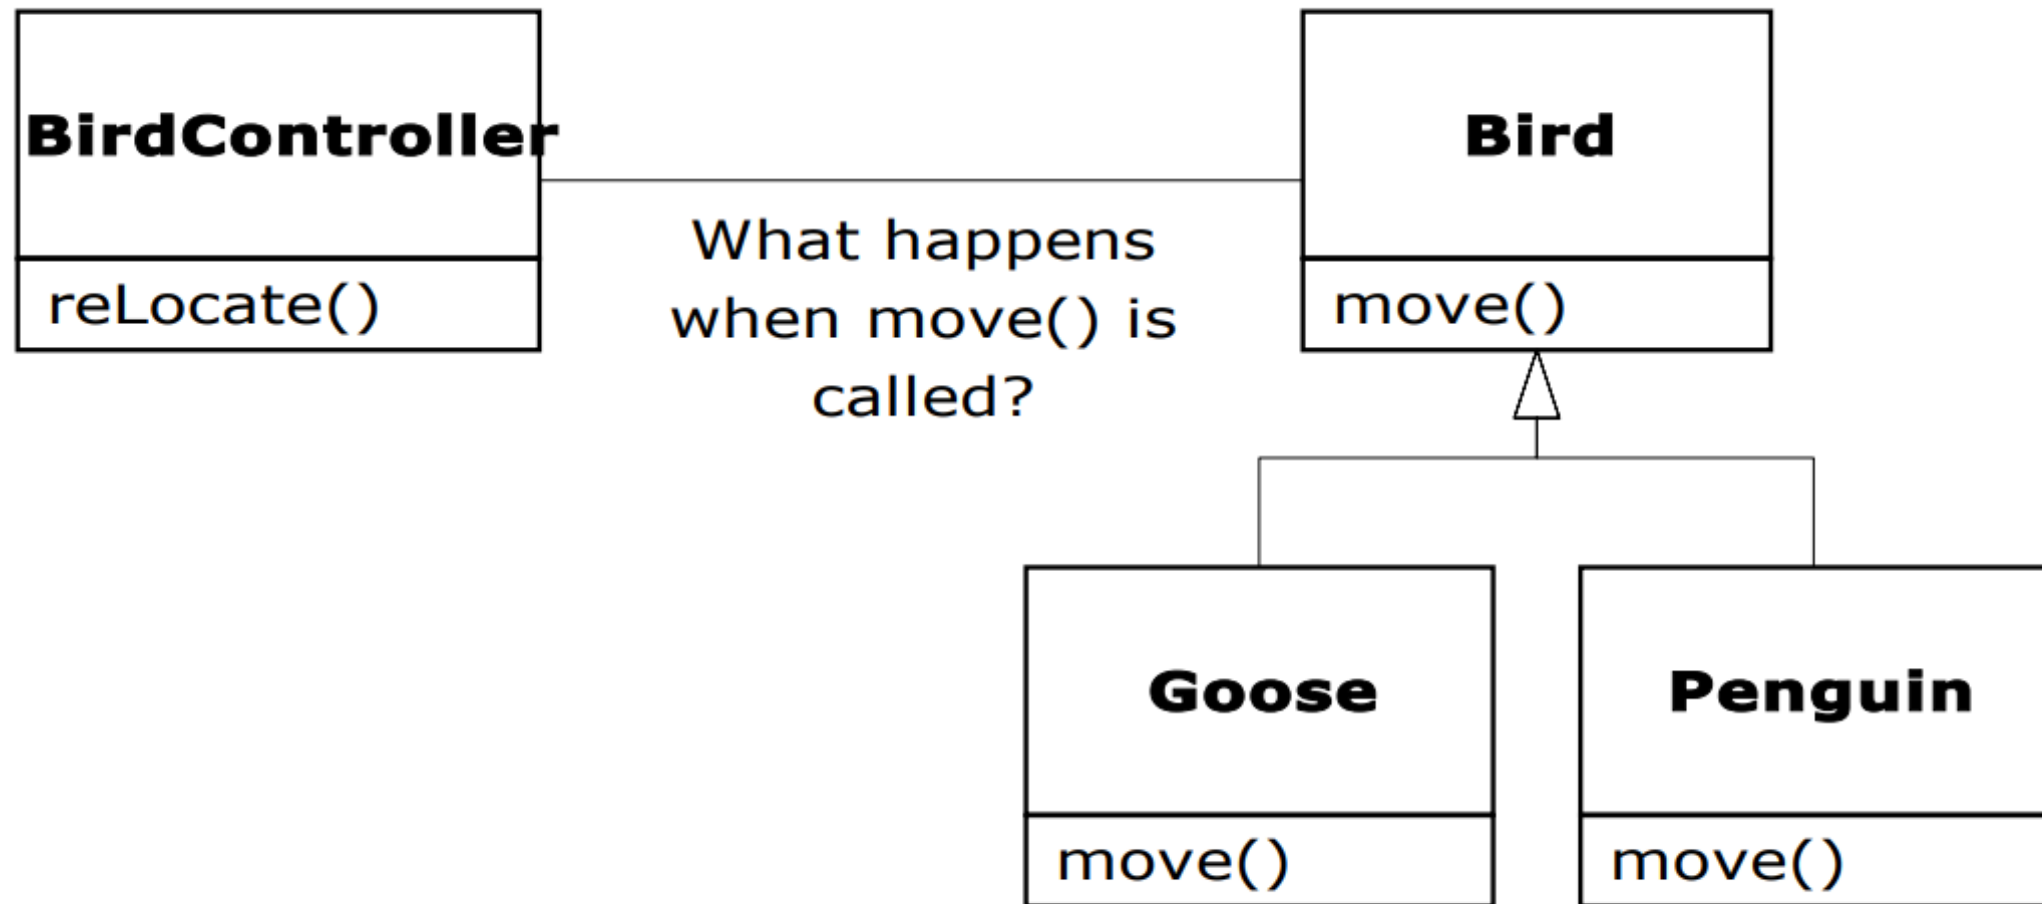 BirdController
reLocate()
What happens
when move() is
called?
Bird
move()
Goose
move()
Penguin
move()